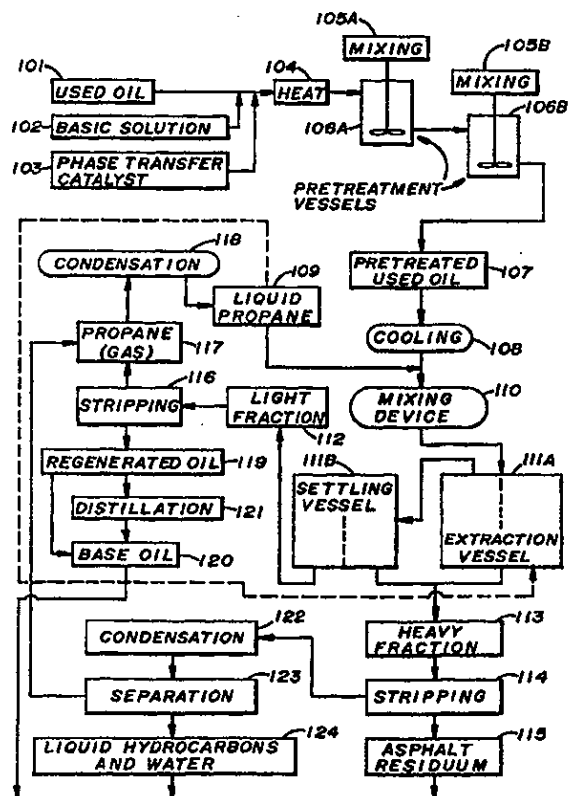 105A
MIXING
105B
MIXING
101
USED OIL
104
HEAT
106A
106B
102
BASIC SOLUTION
103
PHASE TRANSFER
CATALYST
PRETREATMENT
VESSELS
118
CONDENSATION
109
LIQUID
PROPANE
PRETREATED
USED OIL
107
COOLING
108
PROPANE
(GAS)
117
116
STRIPPING
LIGHT
FRACTION
112
MIXING
DEVICE
110
REGENERATED OIL
119
111B
SETTLING
VESSEL
111A
EXTRACTION
VESSEL
DISTILLATION
121
BASE OIL
120
122
CONDENSATION
HEAVY
FRACTION
113
123
SEPARATION
STRIPPING
114
124
LIQUID HYDROCARBONS
AND WATER
ASPHALT
RESIDUUM
115